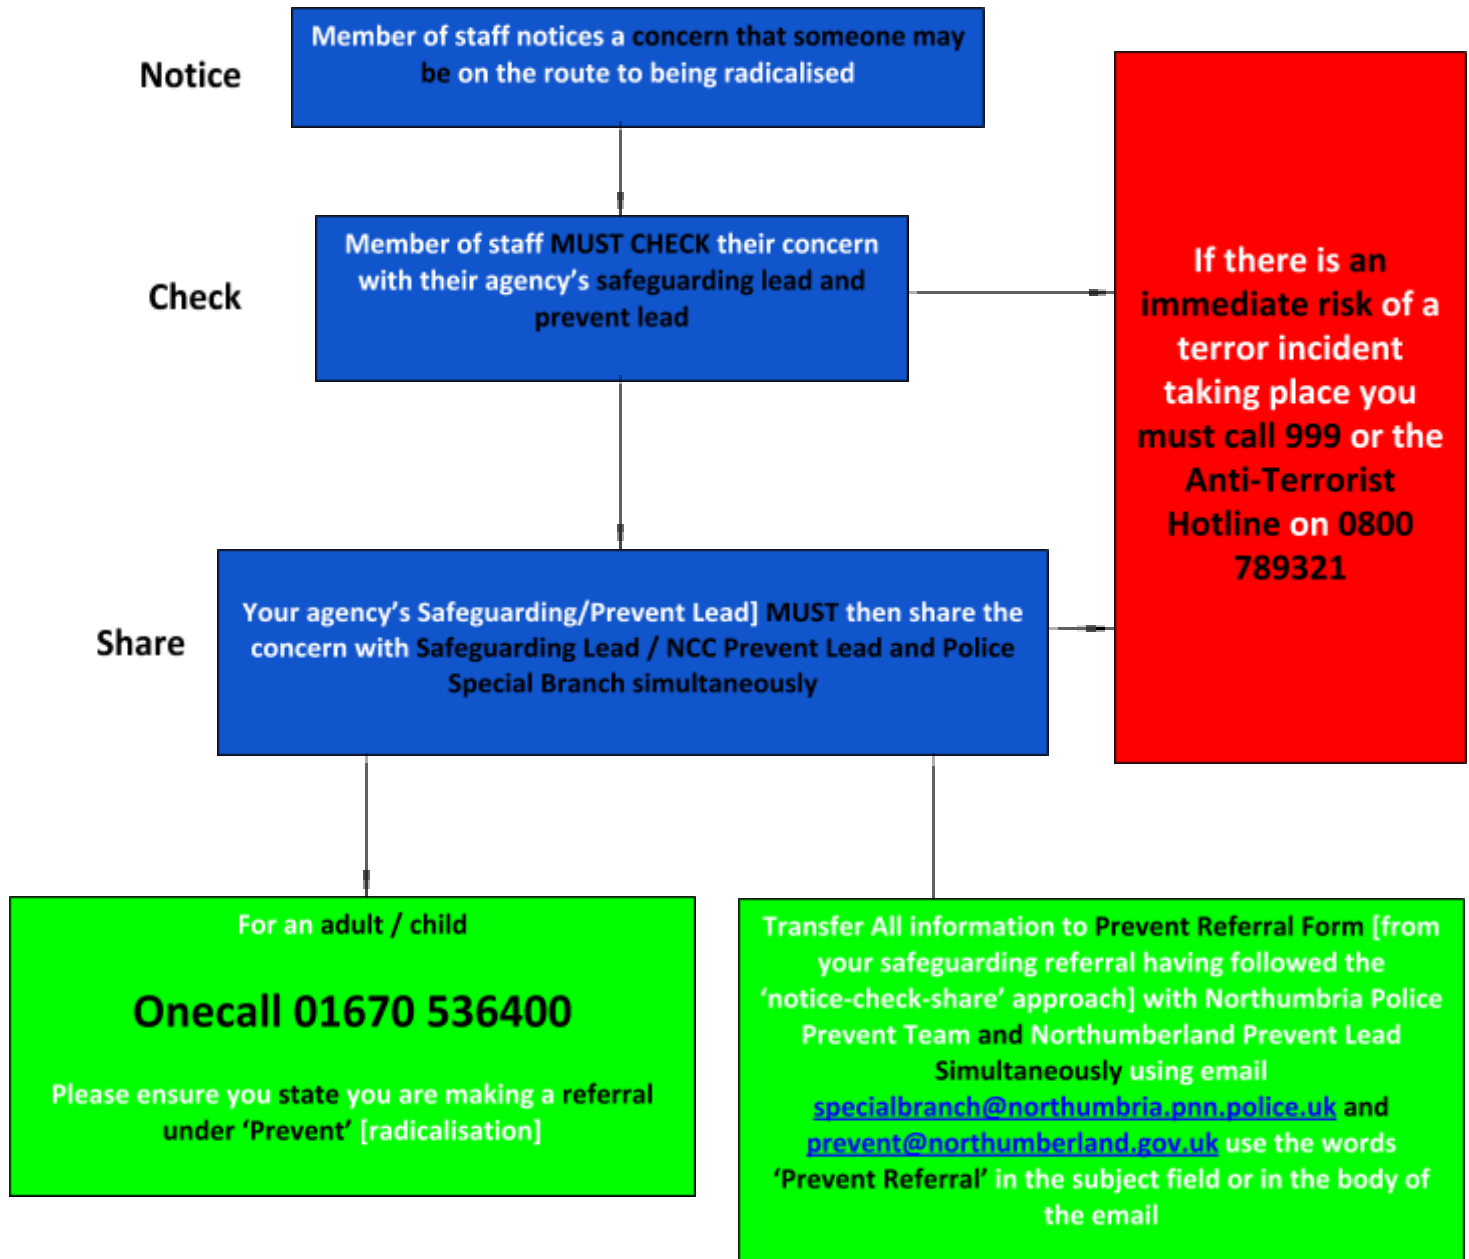 Notice
Member of staff notices a concern that someone may
be on the route to being radicalised
Check
Member of staff MUST CHECK their concern
with their agency's safeguarding lead and
prevent lead
If there is an
immediate risk of a
terror incident
taking place you
must call 999 or the
Anti-Terrorist
Hotline on 0800
789321
Share
Your agency's Safeguarding/Prevent Lead] MUST then share the
concern with Safeguarding Lead / NCC Prevent Lead and Police
Special Branch simultaneously
For an adult / child
Onecall 01670 536400
Please ensure you state you are making a referral
under ‘Prevent’ [radicalisation]
Transfer All information to Prevent Referral Form [from
your safeguarding referral having followed the
‘notice-check-share’ approach] with Northumbria Police
Prevent Team and Northumberland Prevent Lead
Simultaneously using email
specialbranch@northumbria.pnn.police.uk and
prevent@northumberland.gov.uk use the words
‘Prevent Referral’ in the subject field or in the body of
the email